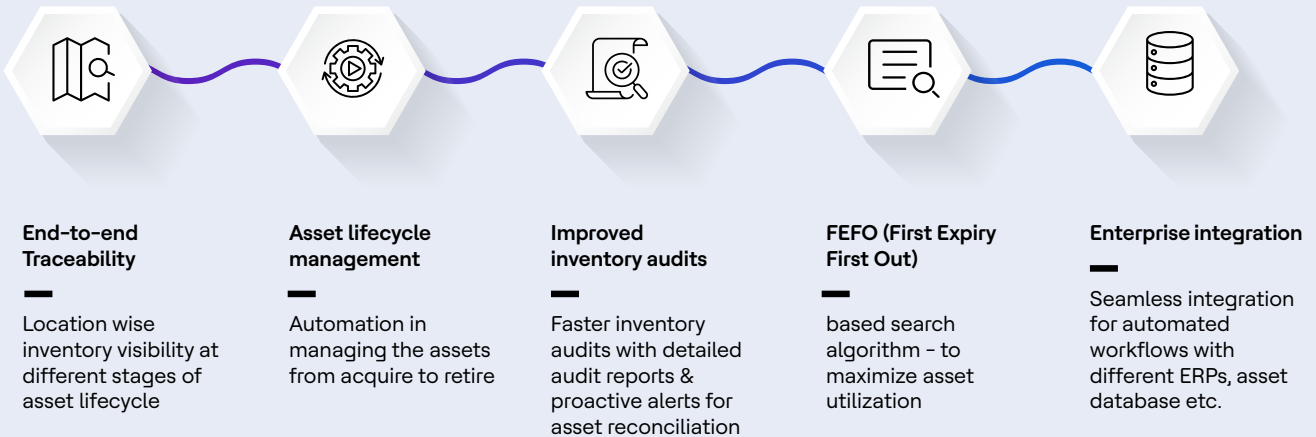 End-to-end
Traceability
Location wise
inventory visibility at
different stages of
asset lifecycle
Asset lifecycle
management
Automation in
managing the assets
from acquire to retire
Improved
inventory audits
Faster inventory
audits with detailed
audit reports &
proactive alerts for
asset reconciliation
FEFO (First Expiry
First Out)
based search
algorithm - to
maximize asset
utilization
Enterprise integration
Seamless integration
for automated
workflows with
different ERPs, asset
database etc.